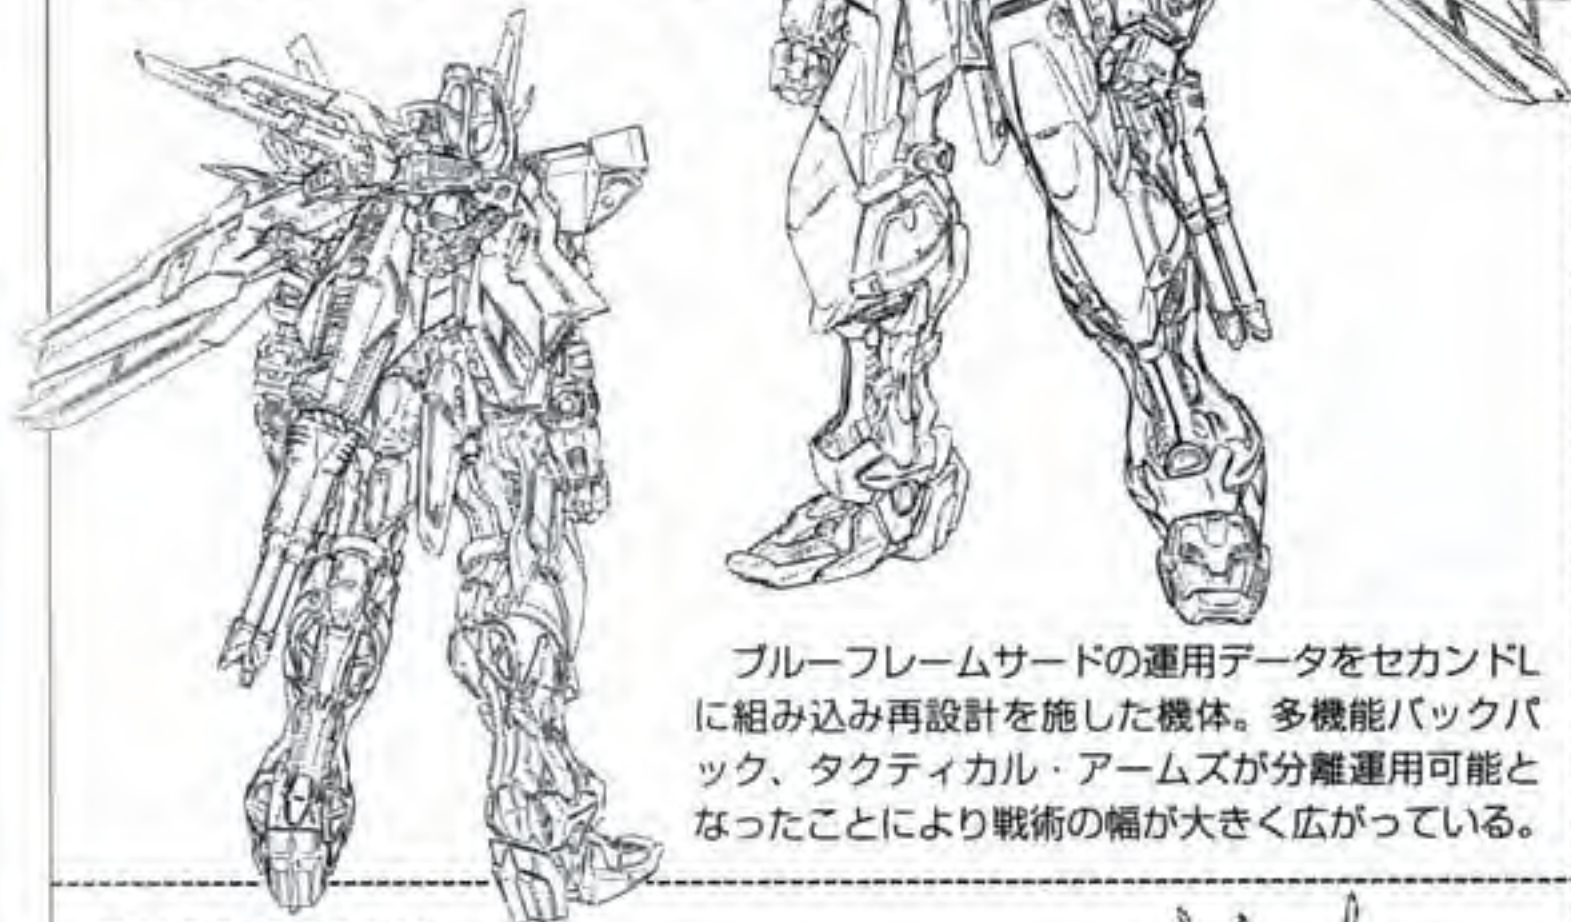 ブルーフレームサードの運用データをセカンドL
に組み込み再設計を施した機体。多機能バックパ
ック、タクティカル・アームズが分離運用可能と
なったことにより戦術の幅が大きく広がっている。